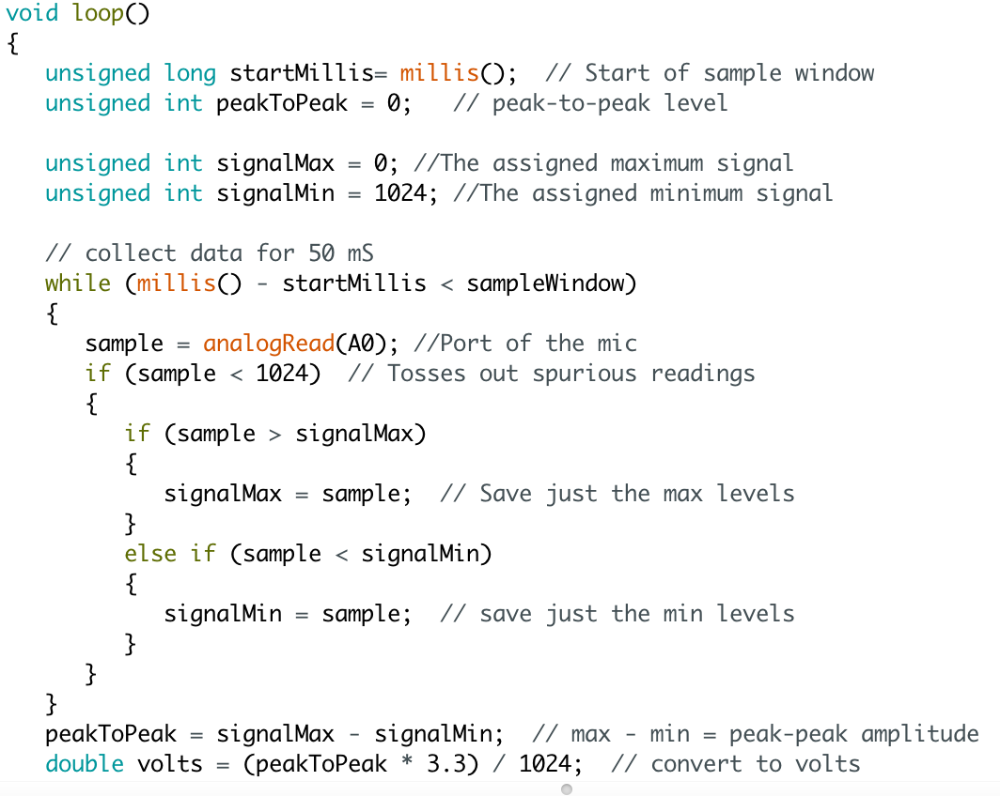 void loop()
{
   unsigned long startMillis= millis();  // Start of sample window
   unsigned int peakToPeak = 0;   // peak-to-peak level

   unsigned int signalMax = 0; //The assigned maximum signal
   unsigned int signalMin = 1024; //The assigned minimum signal

   // collect data for 50 mS
   while (millis() - startMillis < sampleWindow)
   {
      sample = analogRead(A0); //Port of the mic
      if (sample < 1024)  // Tosses out spurious readings
      {
         if (sample > signalMax)
         {
            signalMax = sample;  // Save just the max levels
         }
         else if (sample < signalMin)
         {
            signalMin = sample;  // save just the min levels
         }
      }
   }
   peakToPeak = signalMax - signalMin;  // max - min = peak-peak amplitude
   double volts = (peakToPeak * 3.3) / 1024;  // convert to volts